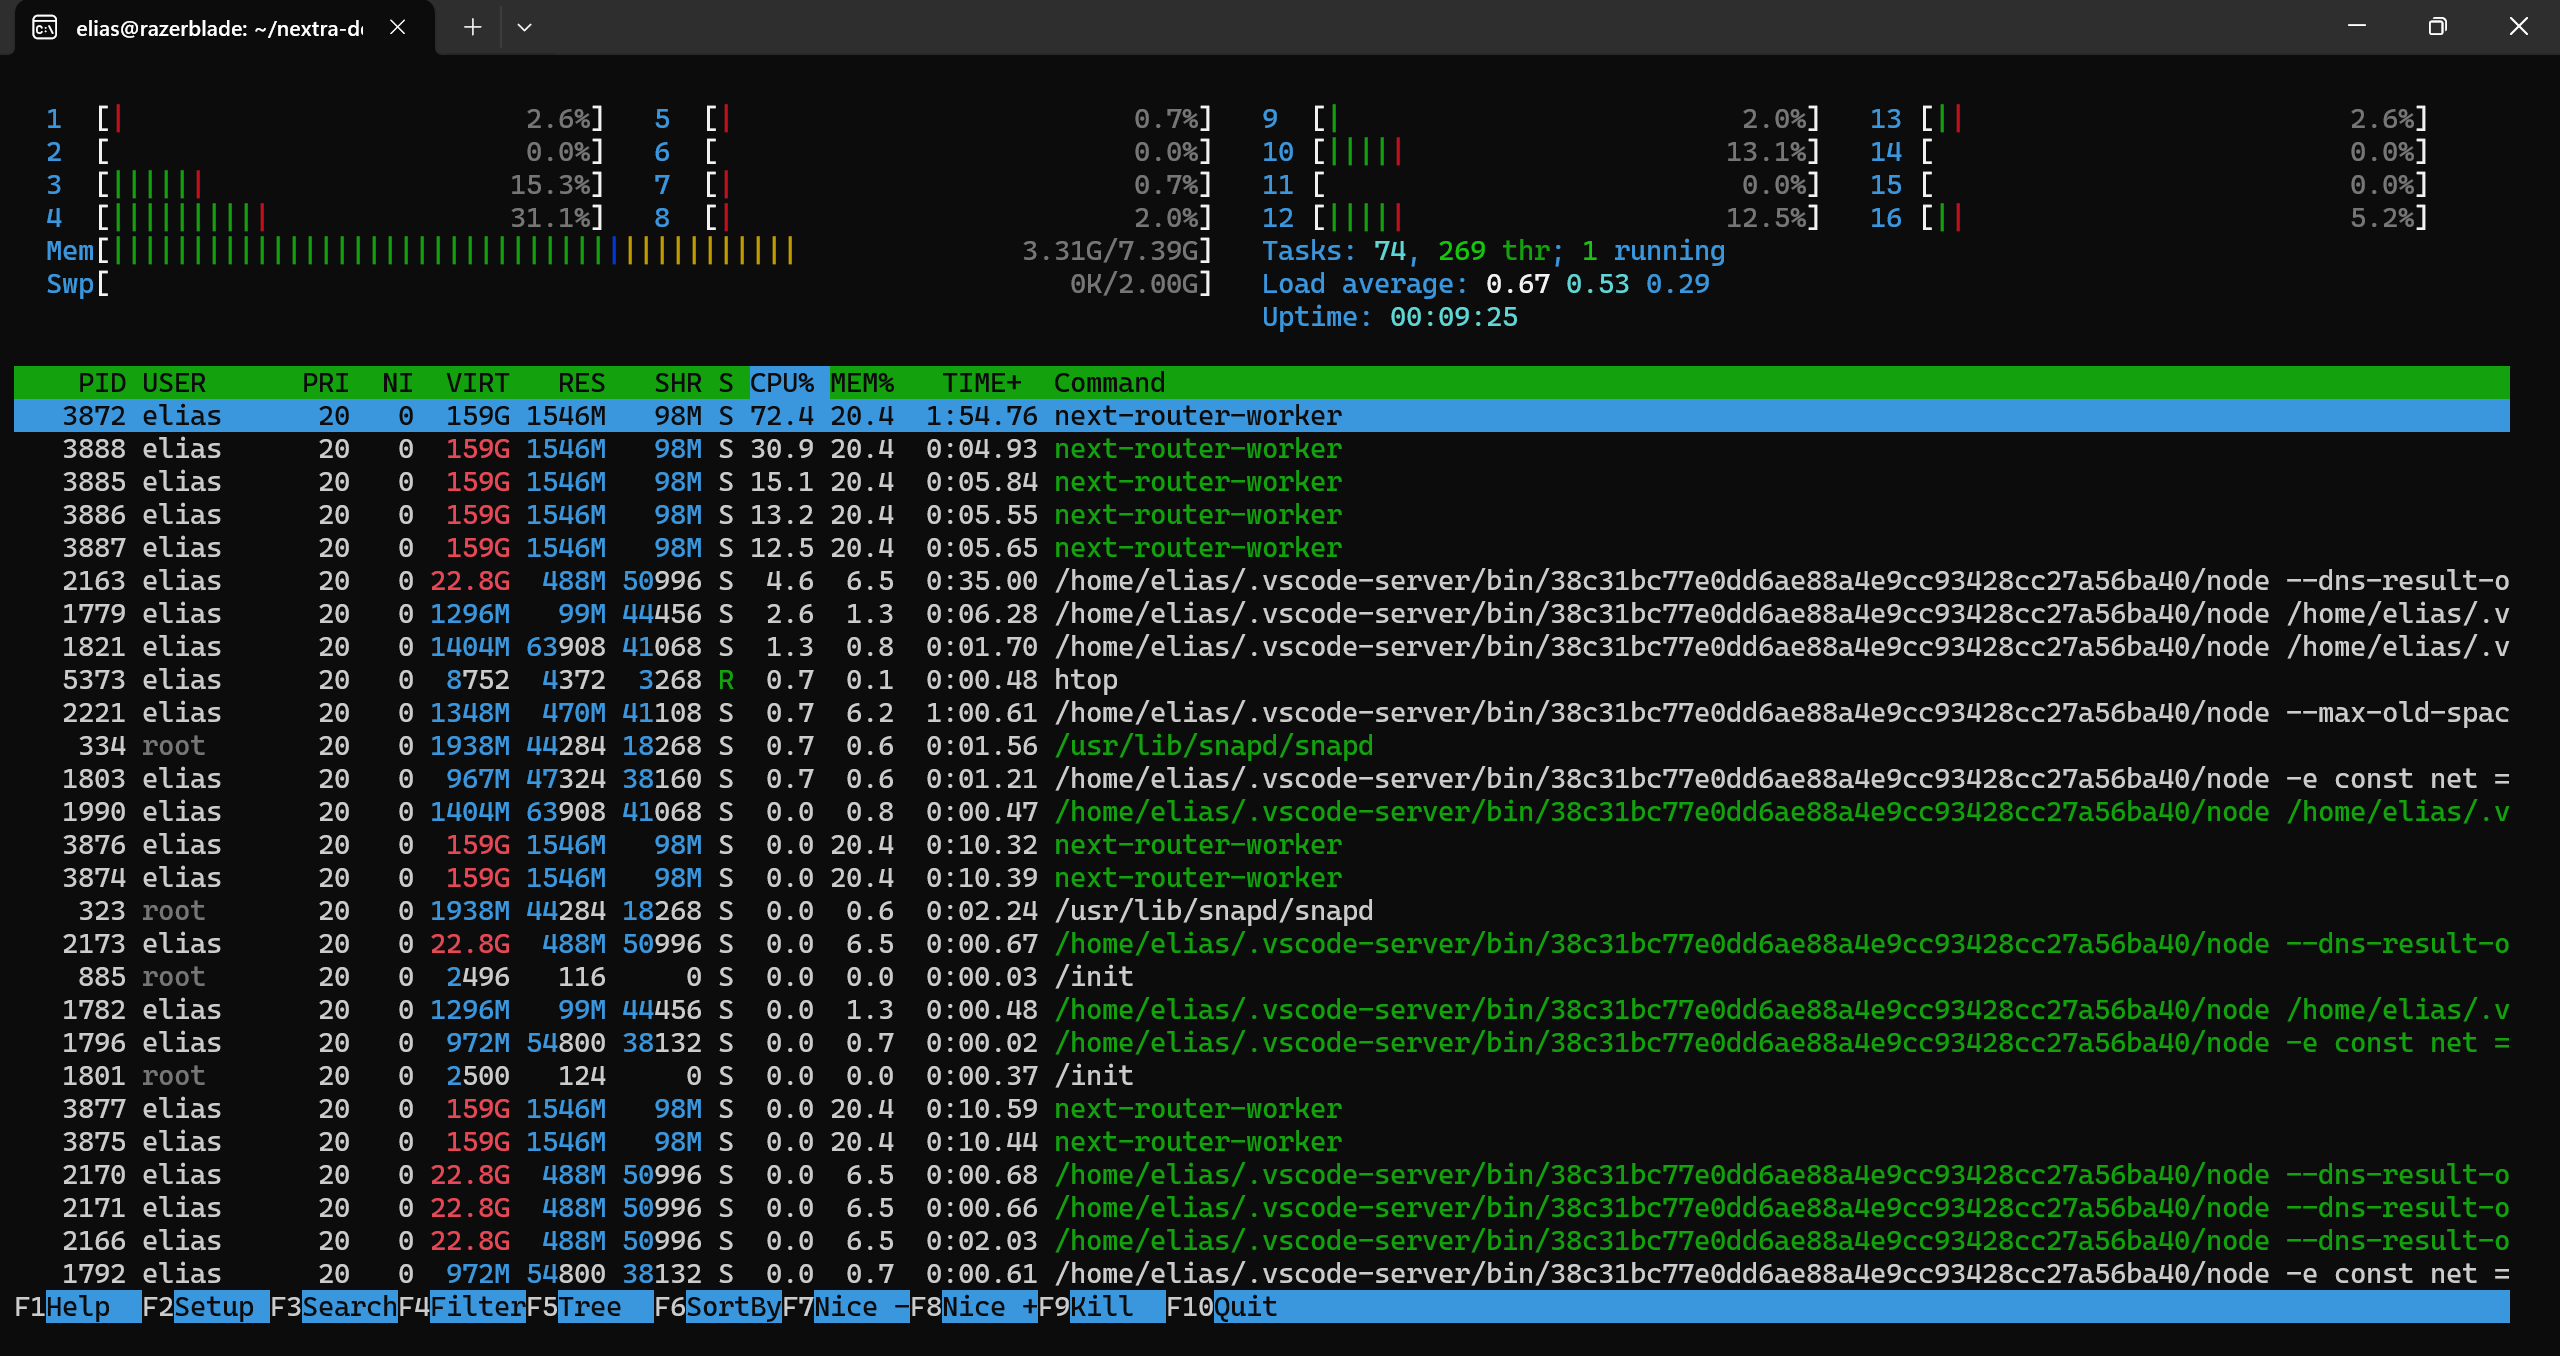 elias@razerblade: ~/nextra-d
1 [| 2.6%] 5 [| 0.7%] 9 [| 2.0%] 13 [|| 2.6%]
2 [ 0.0%] 6 [ 0.0%] 10 [||||| 13.1%] 14 [ 0.0%]
3 [|||||| 15.3%] 7 [| 0.7%] 11 [ 0.0%] 15 [ 0.0%]
4 [|||||||||| 31.1%] 8 [| 2.0%] 12 [||||| 12.5%] 16 [|| 5.2%]
Mem[||||||||||||||||||||||||||||||||||||||||||| 3.31G/7.39G] Tasks: 74, 269 thr; 1 running
Swp[ 0K/2.00G] Load average: 0.67 0.53 0.29
Uptime: 00:09:25
PID USER PRI NI VIRT RES SHR S CPU% MEM% TIME+ Command
3872 elias 20 0 159G 1546M 98M S 72.4 20.4 1:54.76 next-router-worker
3888 elias 20 0 159G 1546M 98M S 30.9 20.4 0:04.93 next-router-worker
3885 elias 20 0 159G 1546M 98M S 15.1 20.4 0:05.84 next-router-worker
3886 elias 20 0 159G 1546M 98M S 13.2 20.4 0:05.55 next-router-worker
3887 elias 20 0 159G 1546M 98M S 12.5 20.4 0:05.65 next-router-worker
2163 elias 20 0 22.8G 488M 50996 S 4.6 6.5 0:35.00 /home/elias/.vscode-server/bin/38c31bc77e0dd6ae88a4e9cc93428cc27a56ba40/node --dns-result-o
1779 elias 20 0 1296M 99M 44456 S 2.6 1.3 0:06.28 /home/elias/.vscode-server/bin/38c31bc77e0dd6ae88a4e9cc93428cc27a56ba40/node /home/elias/.v
1821 elias 20 0 1404M 63908 41068 S 1.3 0.8 0:01.70 /home/elias/.vscode-server/bin/38c31bc77e0dd6ae88a4e9cc93428cc27a56ba40/node /home/elias/.v
5373 elias 20 0 8752 4372 3268 R 0.7 0.1 0:00.48 htop
2221 elias 20 0 1348M 470M 41108 S 0.7 6.2 1:00.61 /home/elias/.vscode-server/bin/38c31bc77e0dd6ae88a4e9cc93428cc27a56ba40/node --max-old-spac
334 root 20 0 1938M 44284 18268 S 0.7 0.6 0:01.56 /usr/lib/snapd/snapd
1803 elias 20 0 967M 47324 38160 S 0.7 0.6 0:01.21 /home/elias/.vscode-server/bin/38c31bc77e0dd6ae88a4e9cc93428cc27a56ba40/node -e const net =
1990 elias 20 0 1404M 63908 41068 S 0.0 0.8 0:00.47 /home/elias/.vscode-server/bin/38c31bc77e0dd6ae88a4e9cc93428cc27a56ba40/node /home/elias/.v
3876 elias 20 0 159G 1546M 98M S 0.0 20.4 0:10.32 next-router-worker
3874 elias 20 0 159G 1546M 98M S 0.0 20.4 0:10.39 next-router-worker
323 root 20 0 1938M 44284 18268 S 0.0 0.6 0:02.24 /usr/lib/snapd/snapd
2173 elias 20 0 22.8G 488M 50996 S 0.0 6.5 0:00.67 /home/elias/.vscode-server/bin/38c31bc77e0dd6ae88a4e9cc93428cc27a56ba40/node --dns-result-o
885 root 20 0 2496 116 0 S 0.0 0.0 0:00.03 /init
1782 elias 20 0 1296M 99M 44456 S 0.0 1.3 0:00.48 /home/elias/.vscode-server/bin/38c31bc77e0dd6ae88a4e9cc93428cc27a56ba40/node /home/elias/.v
1796 elias 20 0 972M 54800 38132 S 0.0 0.7 0:00.02 /home/elias/.vscode-server/bin/38c31bc77e0dd6ae88a4e9cc93428cc27a56ba40/node -e const net =
1801 root 20 0 2500 124 0 S 0.0 0.0 0:00.37 /init
3877 elias 20 0 159G 1546M 98M S 0.0 20.4 0:10.59 next-router-worker
3875 elias 20 0 159G 1546M 98M S 0.0 20.4 0:10.44 next-router-worker
2170 elias 20 0 22.8G 488M 50996 S 0.0 6.5 0:00.68 /home/elias/.vscode-server/bin/38c31bc77e0dd6ae88a4e9cc93428cc27a56ba40/node --dns-result-o
2171 elias 20 0 22.8G 488M 50996 S 0.0 6.5 0:00.66 /home/elias/.vscode-server/bin/38c31bc77e0dd6ae88a4e9cc93428cc27a56ba40/node --dns-result-o
2166 elias 20 0 22.8G 488M 50996 S 0.0 6.5 0:02.03 /home/elias/.vscode-server/bin/38c31bc77e0dd6ae88a4e9cc93428cc27a56ba40/node --dns-result-o
1792 elias 20 0 972M 54800 38132 S 0.0 0.7 0:00.61 /home/elias/.vscode-server/bin/38c31bc77e0dd6ae88a4e9cc93428cc27a56ba40/node -e const net =
F1Help F2Setup F3SearchF4FilterF5Tree F6SortByF7Nice -F8Nice +F9Kill F10Quit